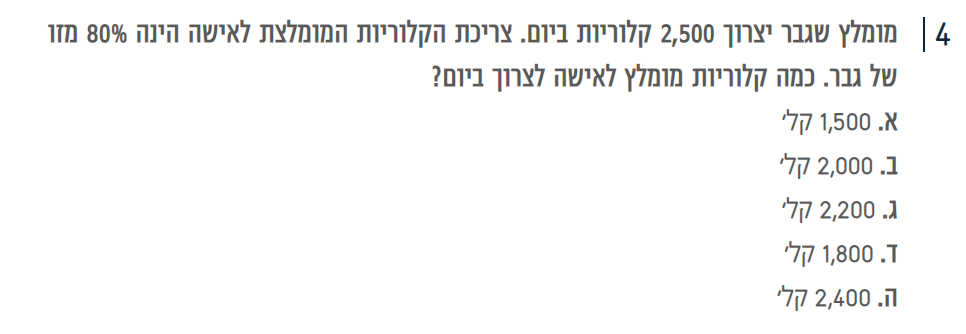 4 | מומלץ שגבר יצרוך 2,500 קלוריות ביום. צריכת הקלוריות המומלצת לאישה הינה 80% מזו
של גבר. כמה קלוריות מומלץ לאישה לצרוך ביום?
א. 1,500 קל׳
ב. 2,000 קל׳
ג. 2,200 קל׳
ד. 1,800 קל׳
ה. 2,400 קל׳